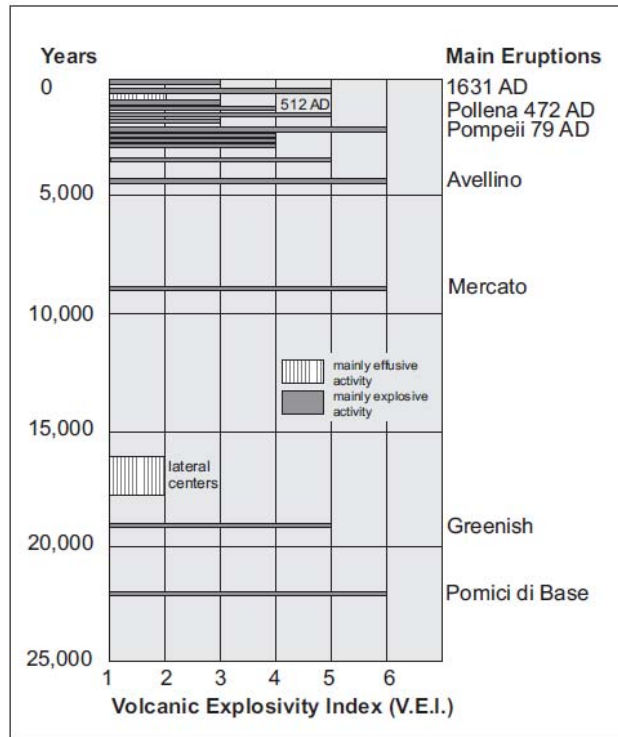 Years
Main Eruptions
0
1631 AD
512 AD
Pollena 472 AD
Pompeii 79 AD
5,000
Avellino
Mercato
10,000
mainly effusive
activity
mainly explosive
activity
15,000
lateral
centers
Greenish
20,000
Pomici di Base
25,000
1 2 3 4 5 6
Volcanic Explosivity Index (V.E.I.)